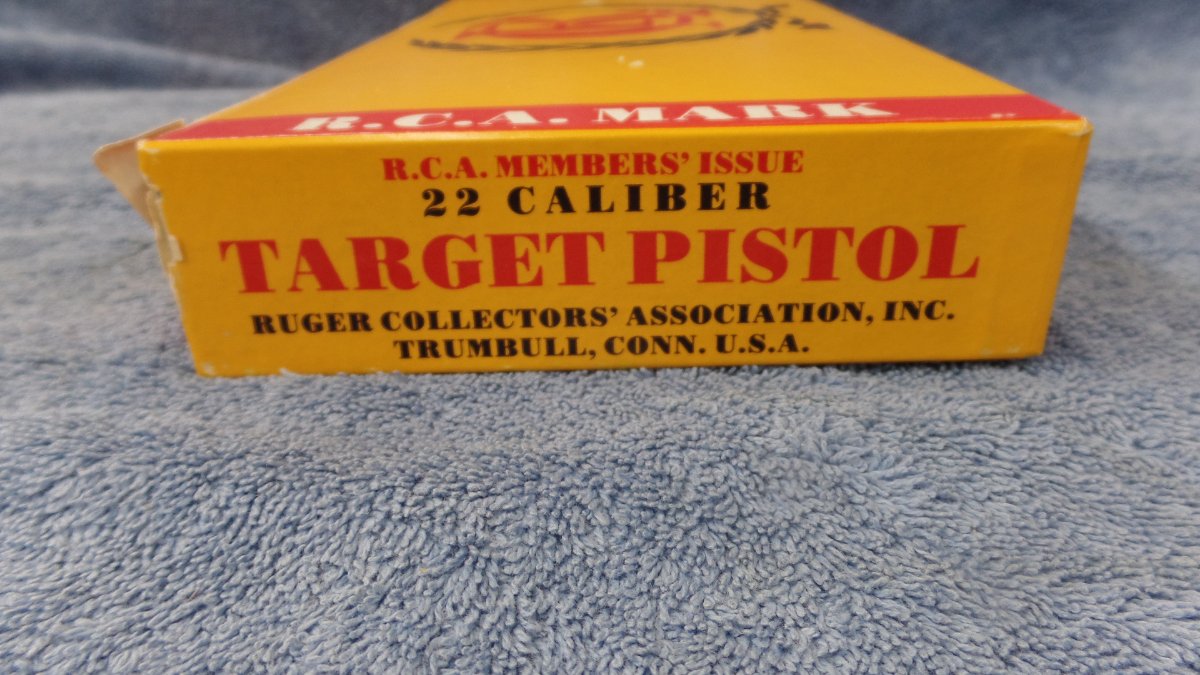 R.C.A. MARK
R.C.A. MEMBERS' ISSUE
22 CALIBER
TARGET PISTOL
RUGER COLLECTORS' ASSOCIATION, INC.
TRUMBULL, CONN. U.S.A.